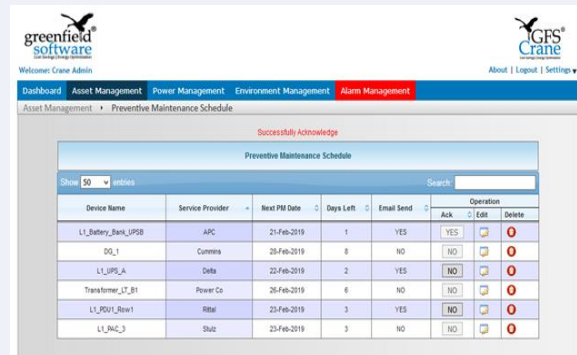 greenfield®
software
GFS®
Crane
Welcome: Crane Admin
About | Logout | Settings
Dashboard Asset Management Power Management Environment Management Alarm Management
Asset Management Preventive Maintenance Schedule
Successfully Acknowledge
Preventive Maintenance Schedule
Show 50 entries Search:
Device Name Service Provider Next PM Date Days Left Email Send Operation
Ack Edit Delete
L1_Battery_Bank_UPSB APC 21-Feb-2019 1 YES YES
DG_1 Cummins 28-Feb-2019 8 NO NO
L1_UPS_A Delta 22-Feb-2019 2 YES NO
Transformer_LT_B1 Power Co 26-Feb-2019 6 NO NO
L1_PDU1_Row1 Rittal 23-Feb-2019 3 YES NO
L1_PAC_3 Stulz 23-Feb-2019 3 NO NO